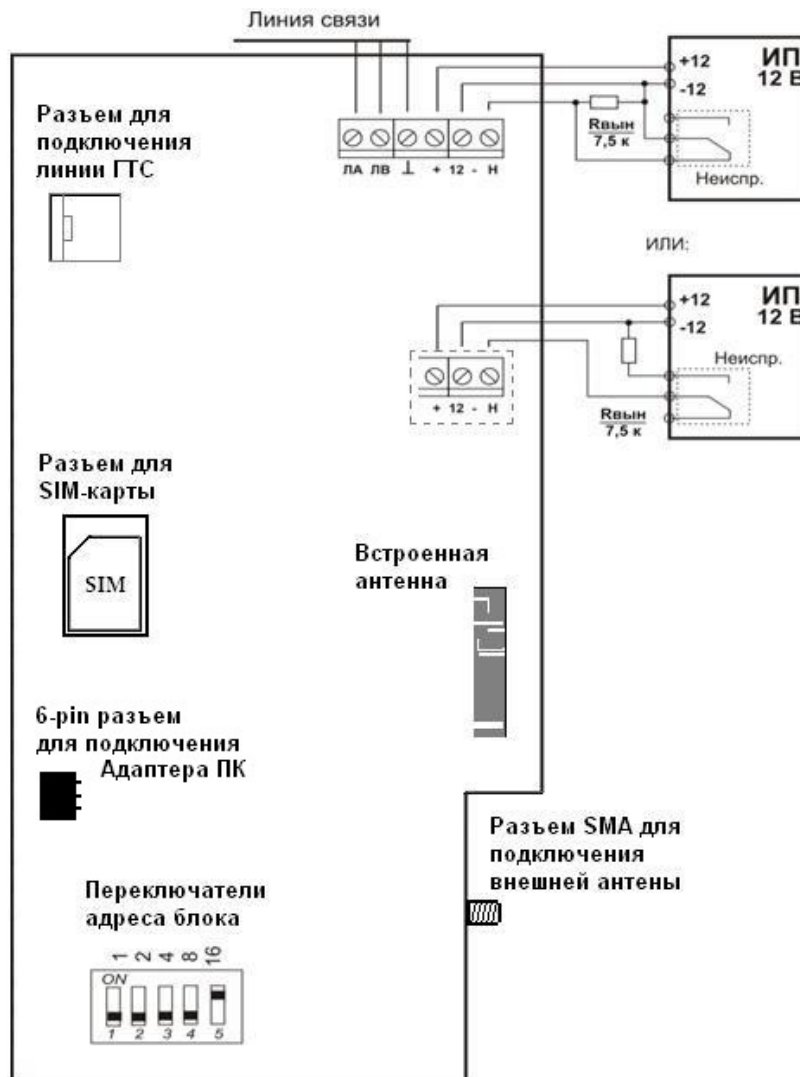 Линия связи
Разъем для
подключения
линии ГТС
ЛА ЛВ ⊥ + 12 - Н
+12
-12
ИП
12 В
Rвын
7,5 к
Неиспр.
ИЛИ:
+12
-12
ИП
12 В
Неиспр.
+ 12 - Н
Rвын
7,5 к
Разъем для
SIM-карты
SIM
Встроенная
антенна
6-pin разъем
для подключения
Адаптера ПК
Разъем SMA для
подключения
внешней антены
Переключатели
адреса блока
1 2 4 8 16
ON
1 2 3 4 5